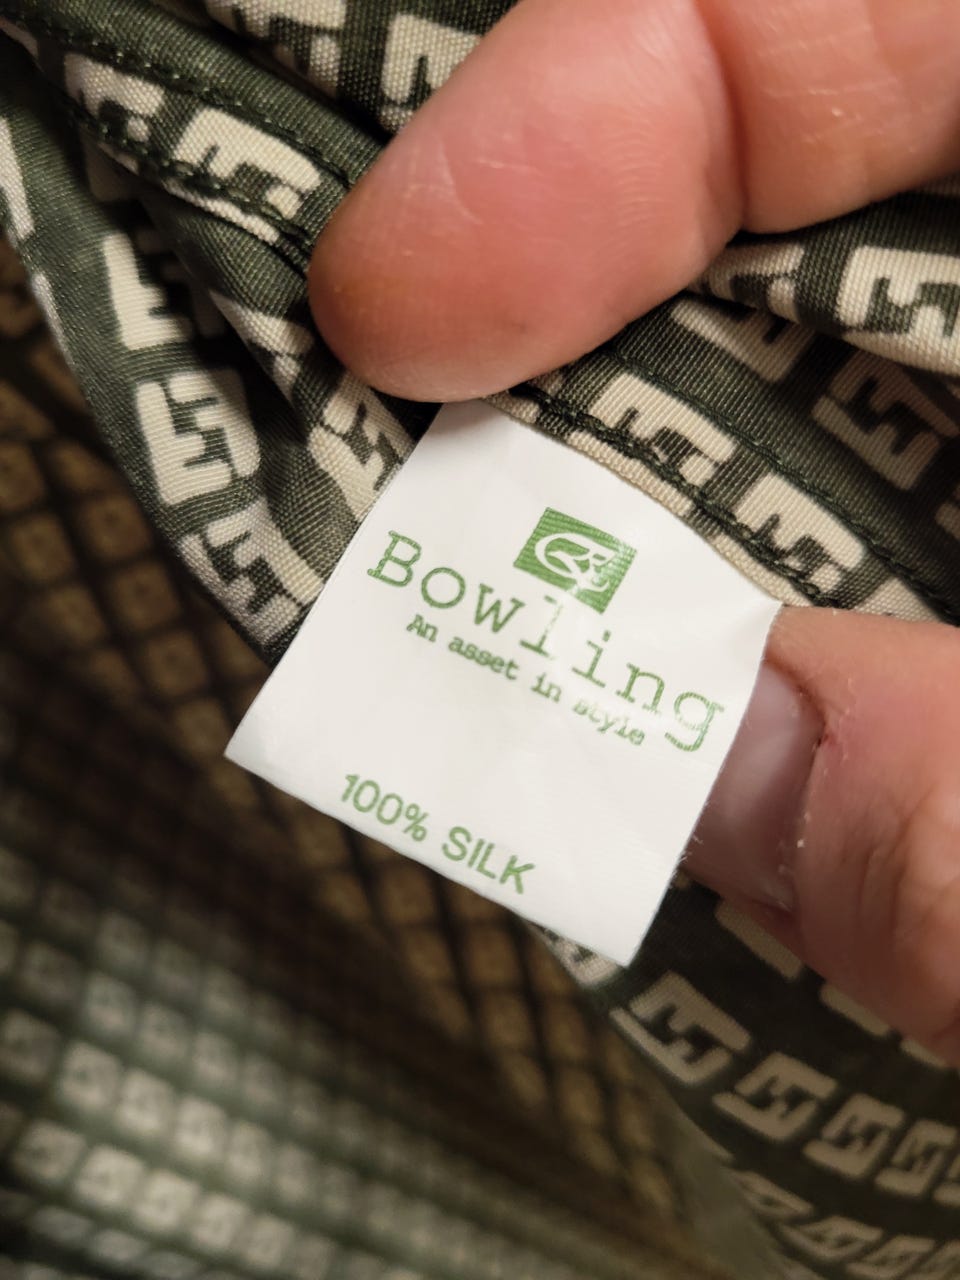 Bowling
An asset in style
100% SILK